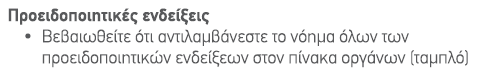 Προειδοποιητικές ενδείξεις
• Βεβαιωθείτε ότι αντιλαμβάνεστε το νόημα όλων των
προειδοποιητικών ενδείξεων στον πίνακα οργάνων (ταμπλό)